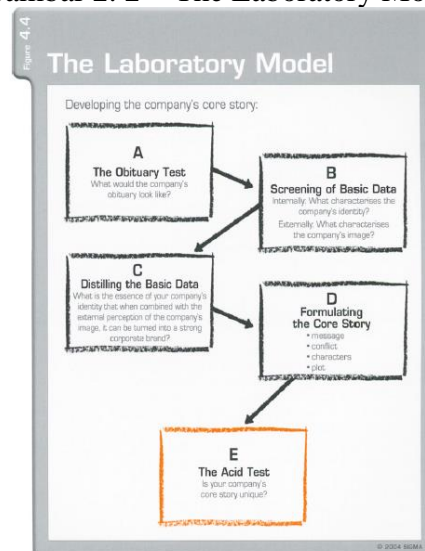 Figure 4.4
The Laboratory Model
Developing the company's core story:
A
The Obituary Test
What would the company's
obituary look like?
B
Screening of Basic Data
Internally: What characterises the
company's identity?
Externally: What characterises
the company's image?
C
Distilling the Basic Data
What is the essence of your company's
identity that when combined with the
external perception of the company's
image, it can be turned into a strong
corporate brand?
D
Formulating
the Core Story
• message
• conflict
• characters
• plot
E
The Acid Test
Is your company's
core story unique?
© 2004 SIGMA